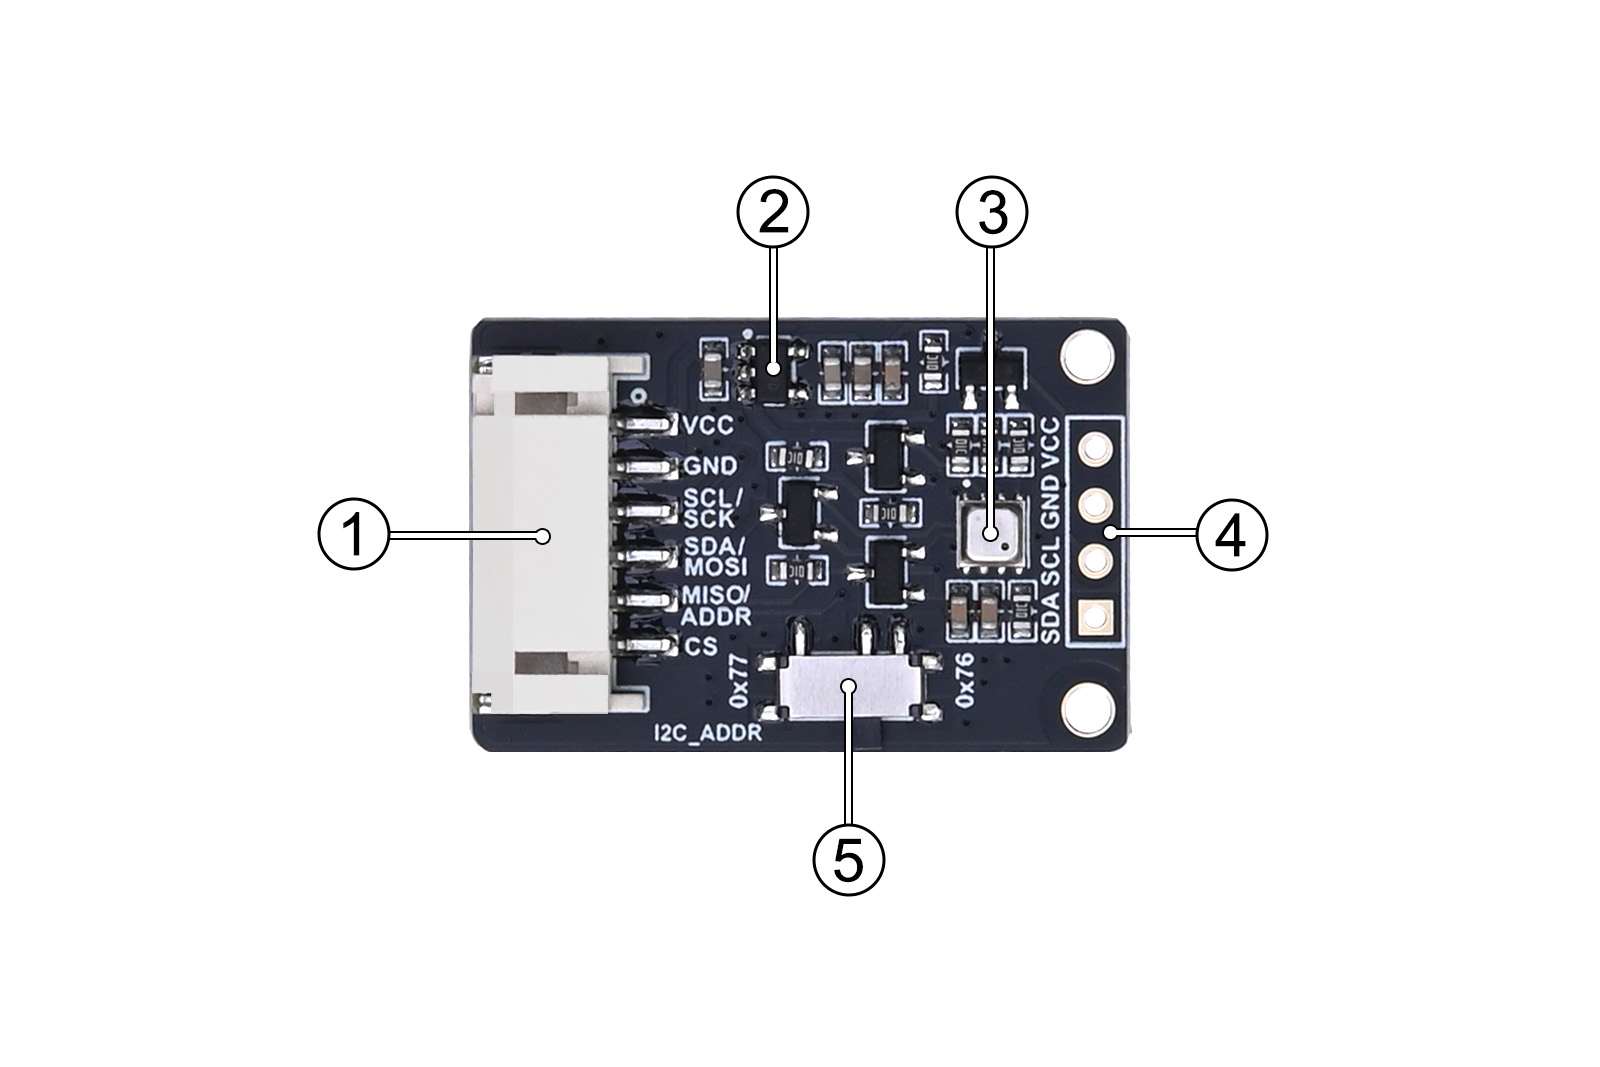 2
3
1
4
5
VCC
GND
SCL/
SCK
SDA/
MOSI
MISO/
ADDR
CS
SDA SCL GND VCC
0x77
0x76
I2C_ADDR